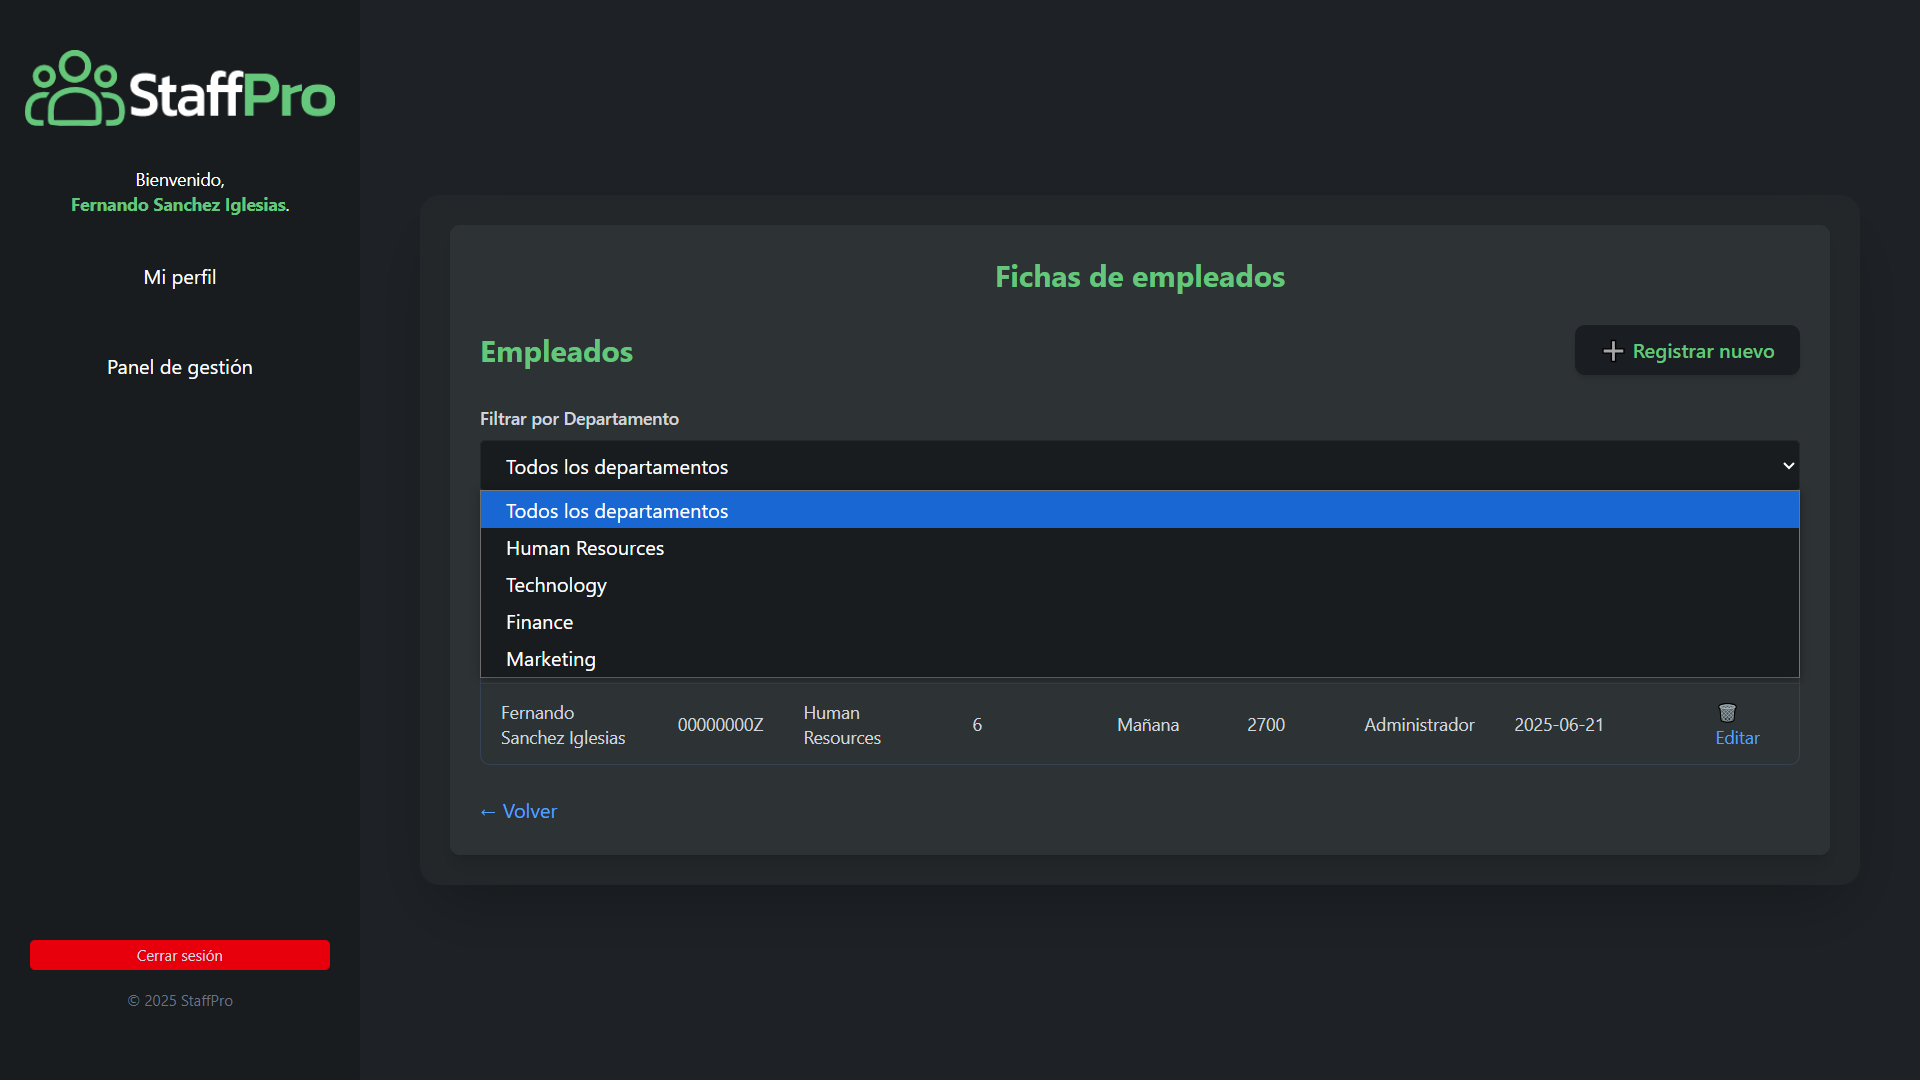 StaffPro
Bienvenido,
Fernando Sanchez Iglesias.
Mi perfil
Panel de gestión
Cerrar sesión
© 2025 StaffPro
Fichas de empleados
Empleados
Registrar nuevo
Filtrar por Departamento
Todos los departamentos
Todos los departamentos
Human Resources
Technology
Finance
Marketing
Fernando
Sanchez Iglesias
00000000Z
Human
Resources
6
Mañana
2700
Administrador
2025-06-21
Editar
← Volver